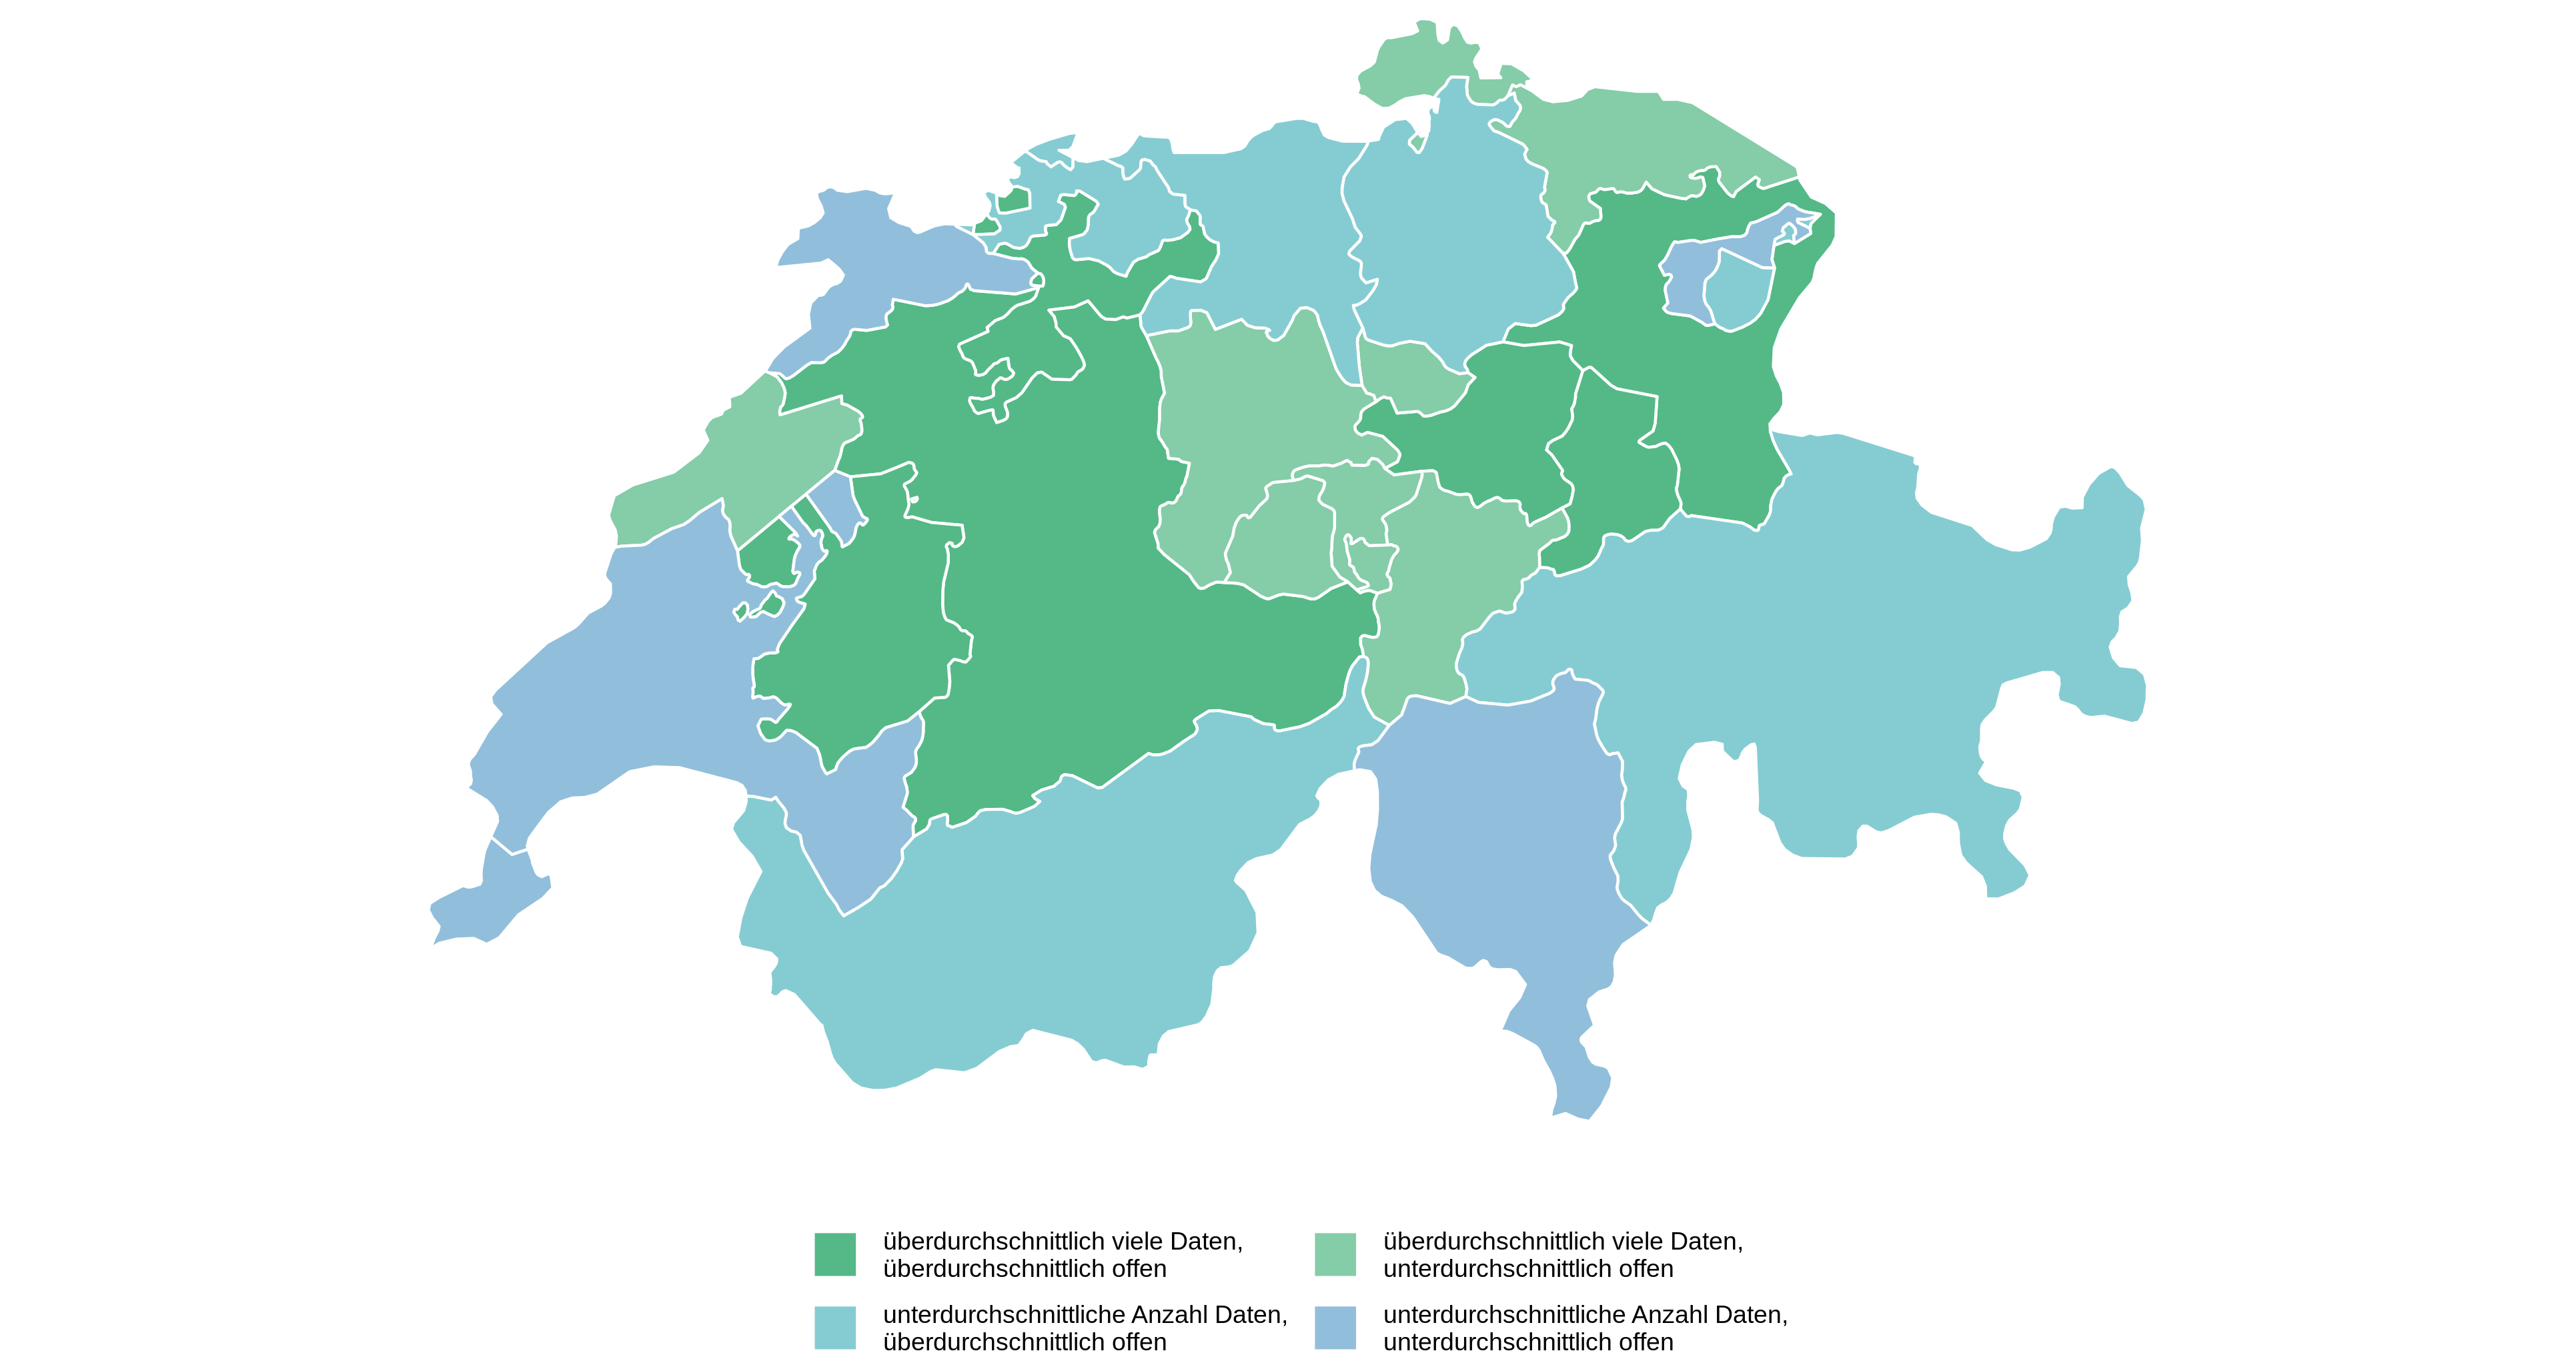 überdurchschnittlich viele Daten,
überdurchschnittlich offen
überdurchschnittlich viele Daten,
unterdurchschnittlich offen
unterdurchschnittliche Anzahl Daten,
überdurchschnittlich offen
unterdurchschnittliche Anzahl Daten,
unterdurchschnittlich offen